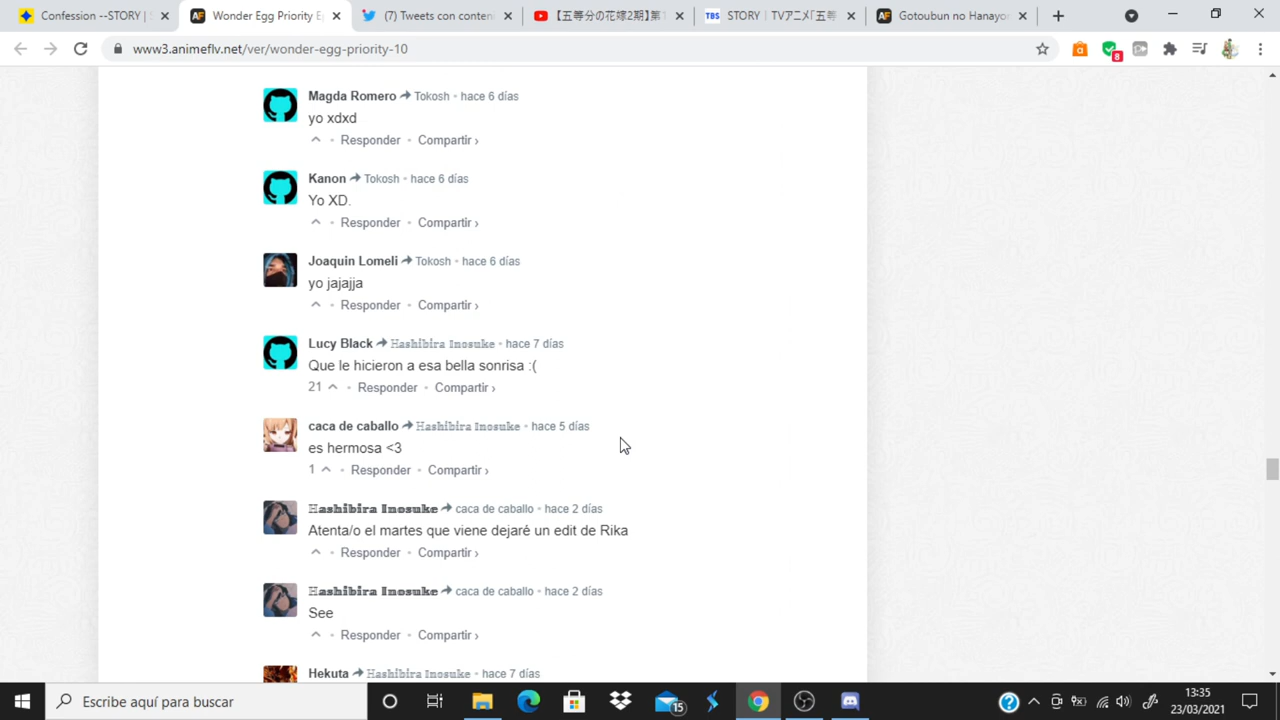 Confession --STORY | S
Wonder Egg Priority E
(7) Tweets con conten
【五等分の花嫁2期】第1
TBS STORY | TVアニメ「五等
Gotoubun no Hanayo
www3.animeflv.net/ver/wonder-egg-priority-10
8
Magda Romero Tokosh • hace 6 días
yo xdxd
• Responder • Compartir ›
Kanon Tokosh • hace 6 días
Yo XD.
• Responder • Compartir ›
Joaquin Lomeli Tokosh • hace 6 días
yo jajajja
• Responder • Compartir ›
Lucy Black ℍ𝕒𝕤𝕙𝕚𝕓𝕚𝕣𝕒 𝕀𝕟𝕠𝕤𝕦𝕜𝕖 • hace 7 días
Que le hicieron a esa bella sonrisa :(
21 • Responder • Compartir ›
caca de caballo ℍ𝕒𝕤𝕙𝕚𝕓𝕚𝕣𝕒 𝕀𝕟𝕠𝕤𝕦𝕜𝕖 • hace 5 días
es hermosa <3
1 • Responder • Compartir ›
ℍ𝕒𝕤𝕙𝕚𝕓𝕚𝕣𝕒 𝕀𝕟𝕠𝕤𝕦𝕜𝕖 caca de caballo • hace 2 días
Atenta/o el martes que viene dejaré un edit de Rika
• Responder • Compartir ›
ℍ𝕒𝕤𝕙𝕚𝕓𝕚𝕣𝕒 𝕀𝕟𝕠𝕤𝕦𝕜𝕖 caca de caballo • hace 2 días
See
• Responder • Compartir ›
Hekuta ℍ𝕒𝕤𝕙𝕚𝕓𝕚𝕣𝕒 𝕀𝕟𝕠𝕤𝕦𝕜𝕖 • hace 7 días
Escribe aquí para buscar
15
13:35
23/03/2021